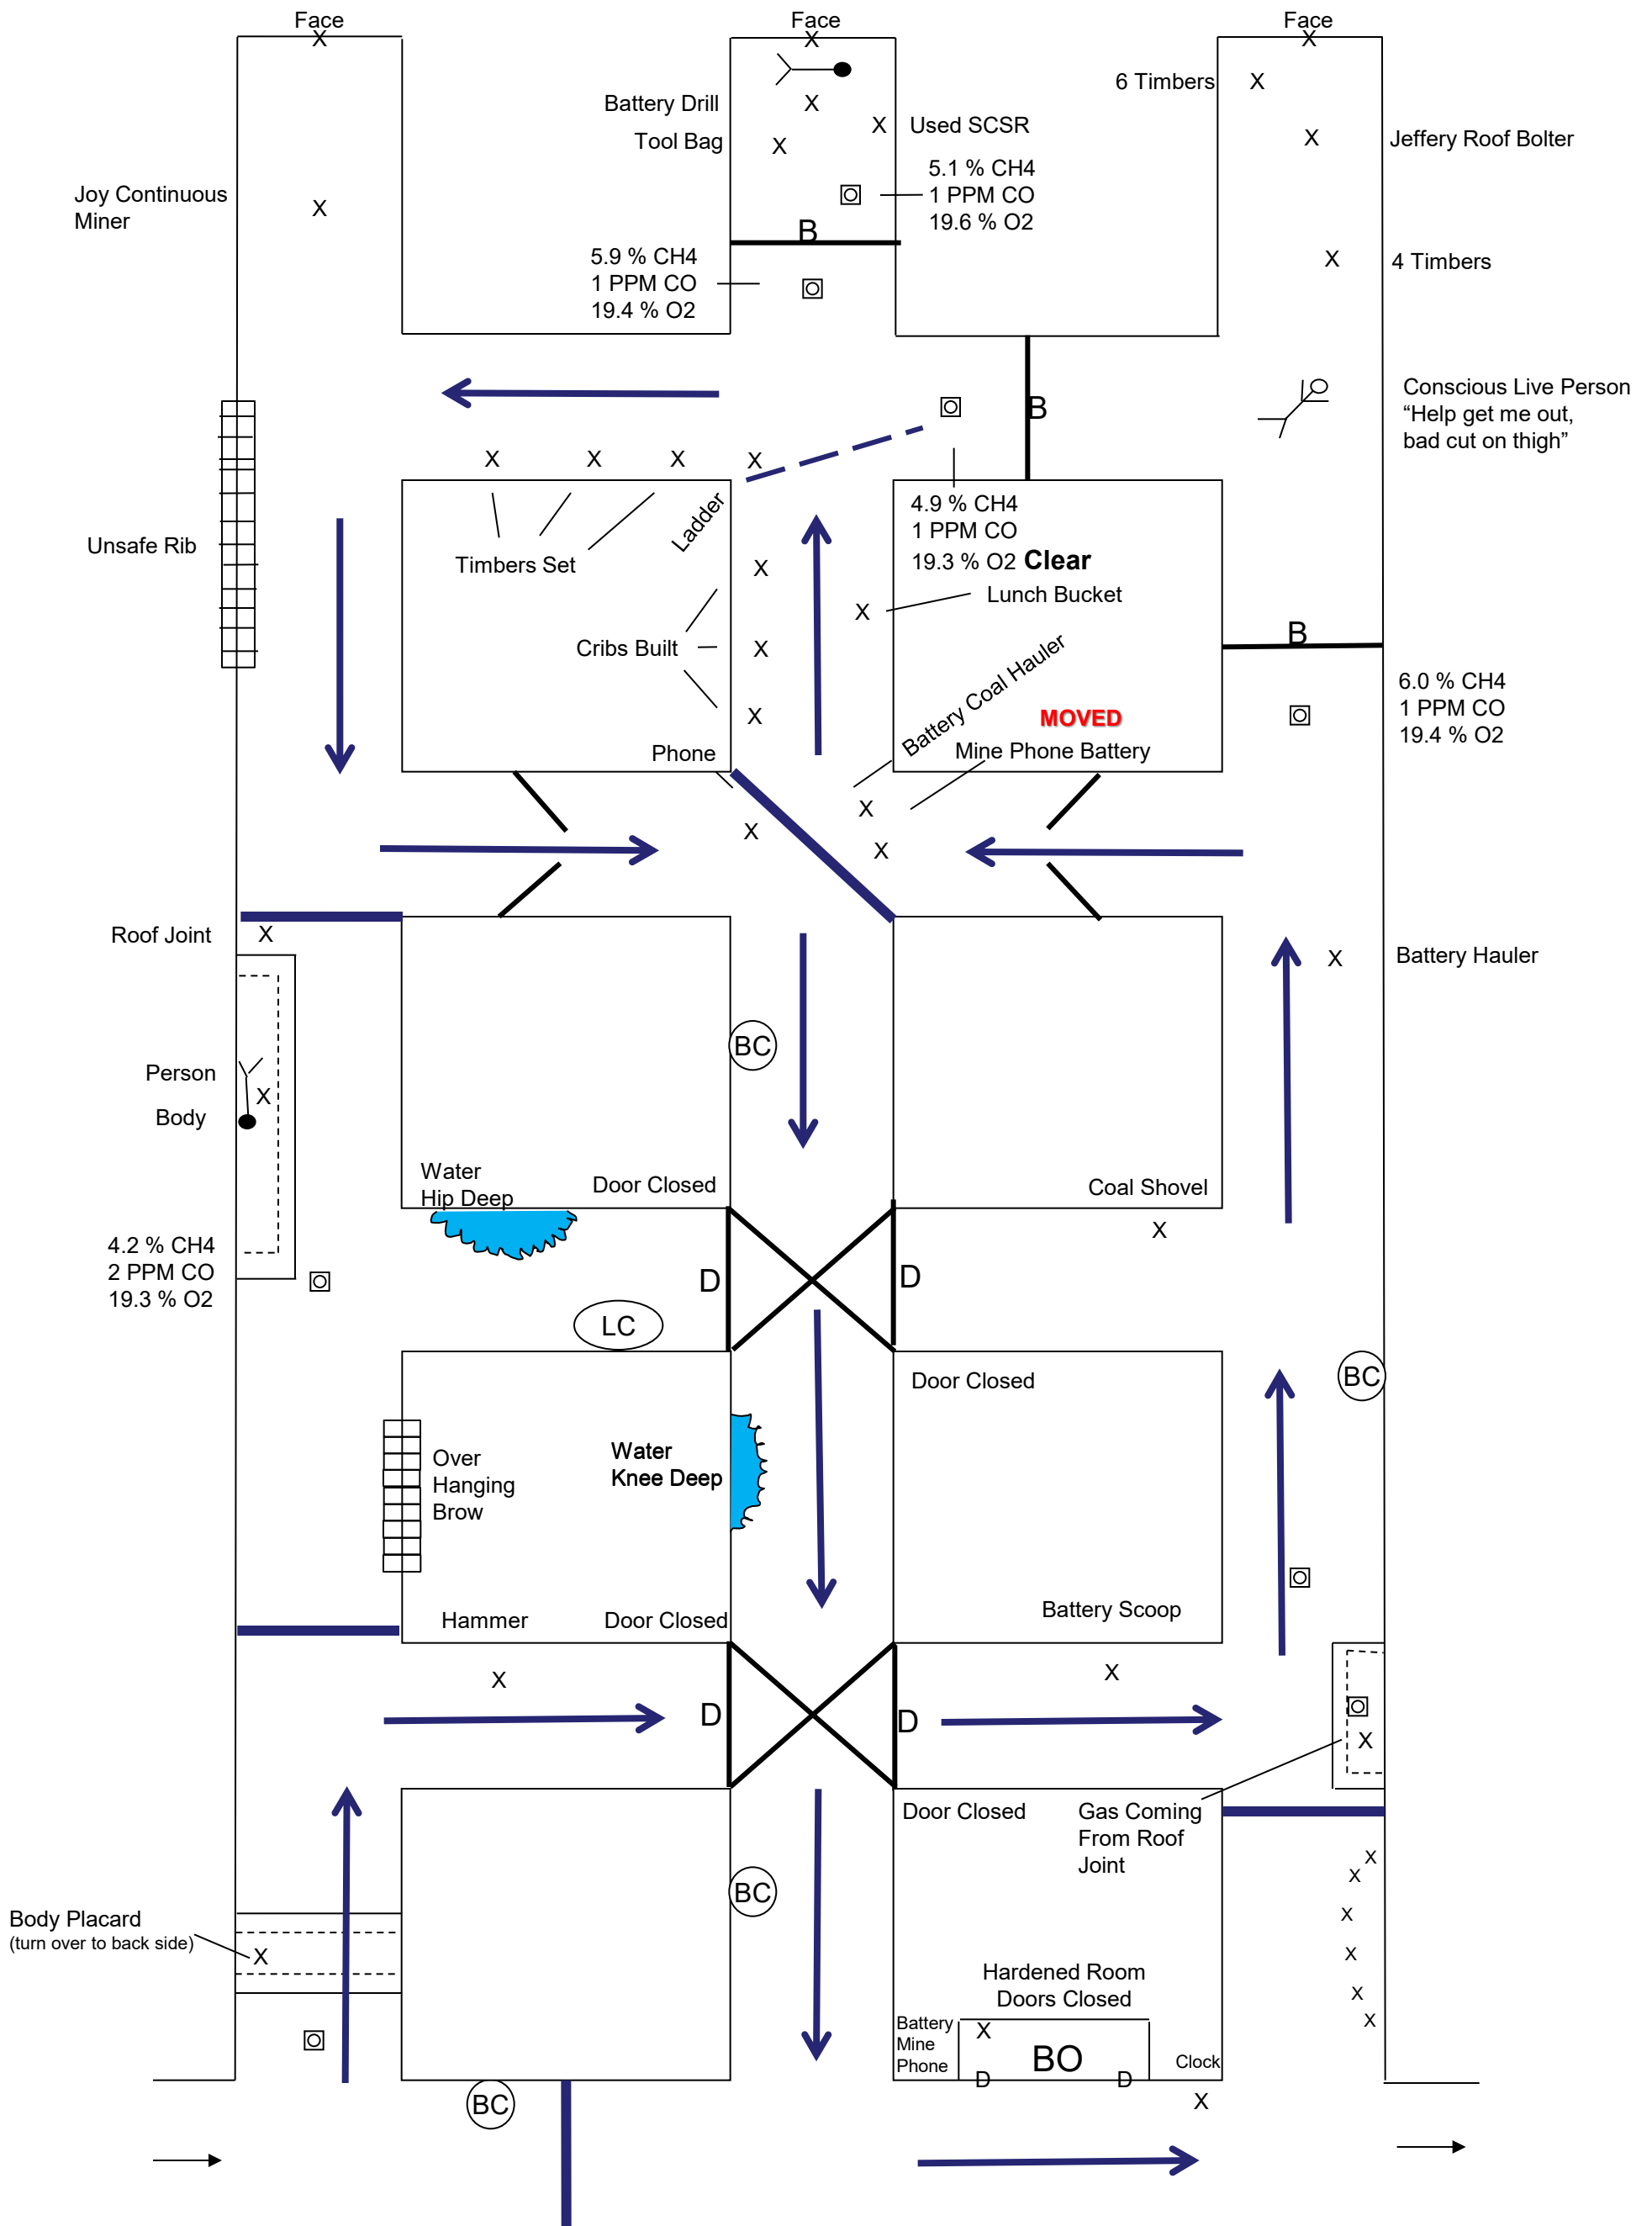 Face
X
Face
X
Face
X
6 Timbers
X
Battery Drill
X
X
Used SCSR
Tool Bag
X
X
Jeffery Roof Bolter
5.1 % CH4
1 PPM CO
19.6 % O2
Joy Continuous
Miner
X
B
5.9 % CH4
1 PPM CO
19.4 % O2
X
4 Timbers
Conscious Live Person
“Help get me out,
bad cut on thigh”
B
X
X
X
X
Ladder
Timbers Set
4.9 % CH4
1 PPM CO
19.3 % O2 Clear
Unsafe Rib
X
X
Lunch Bucket
Cribs Built
X
X
B
Battery Coal Hauler
6.0 % CH4
1 PPM CO
19.4 % O2
MOVED
Phone
Mine Phone Battery
X
X
X
Roof Joint
X
X
Battery Hauler
BC
Person
X
Body
Water
Hip Deep
Door Closed
Coal Shovel
X
4.2 % CH4
2 PPM CO
19.3 % O2
D
D
LC
Door Closed
BC
Over
Hanging
Brow
Water
Knee Deep
Hammer
Door Closed
Battery Scoop
X
X
D
D
X
Door Closed
Gas Coming
From Roof
Joint
X
X
X
X
X
X
BC
Body Placard
(turn over to back side)
X
Hardened Room
Doors Closed
Battery
Mine
Phone
X
BO
Clock
D
D
BC
X